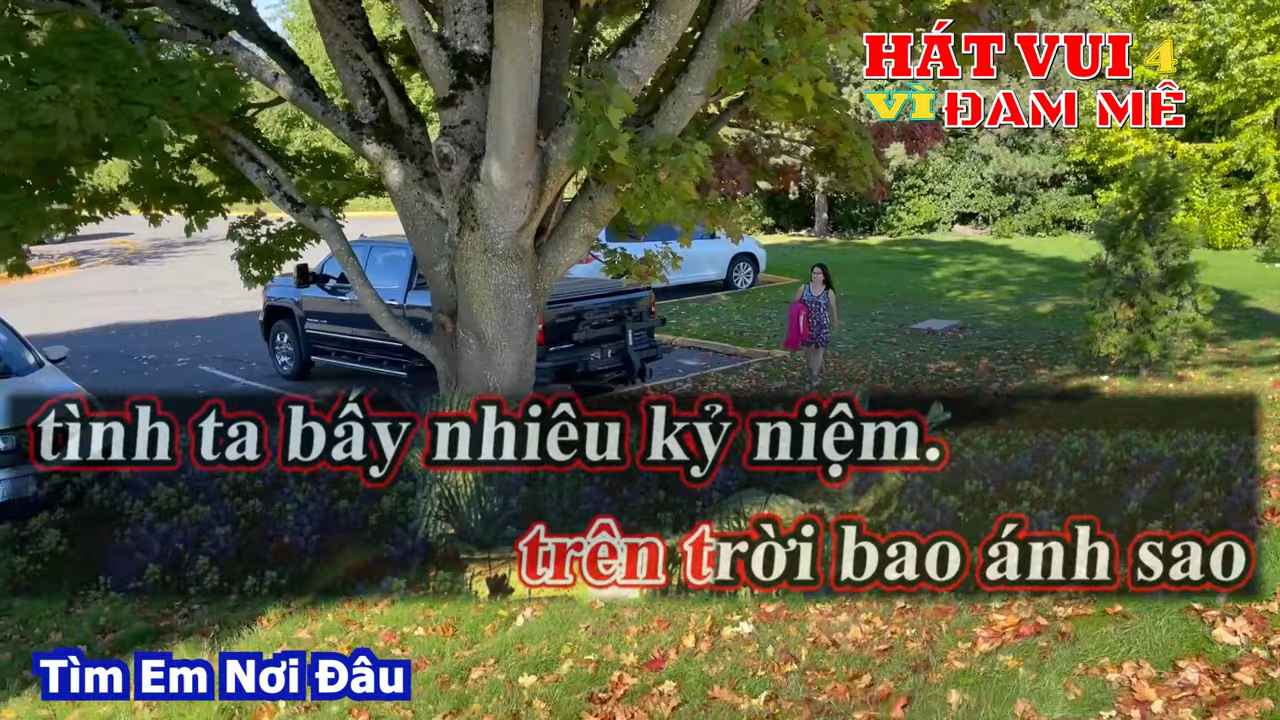 HÁT VUI 4
VÌ ĐAM MÊ
tình ta bấy nhiêu kỷ niệm.
trên trời bao ánh sao
Tìm Em Nơi Đâu